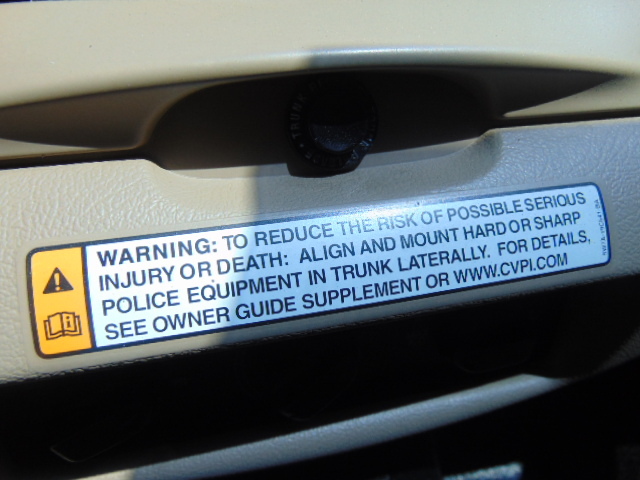 TRUNK
WARNING: TO REDUCE THE RISK OF POSSIBLE SERIOUS
INJURY OR DEATH: ALIGN AND MOUNT HARD OR SHARP
POLICE EQUIPMENT IN TRUNK LATERALLY. FOR DETAILS,
SEE OWNER GUIDE SUPPLEMENT OR WWW.CVPI.COM